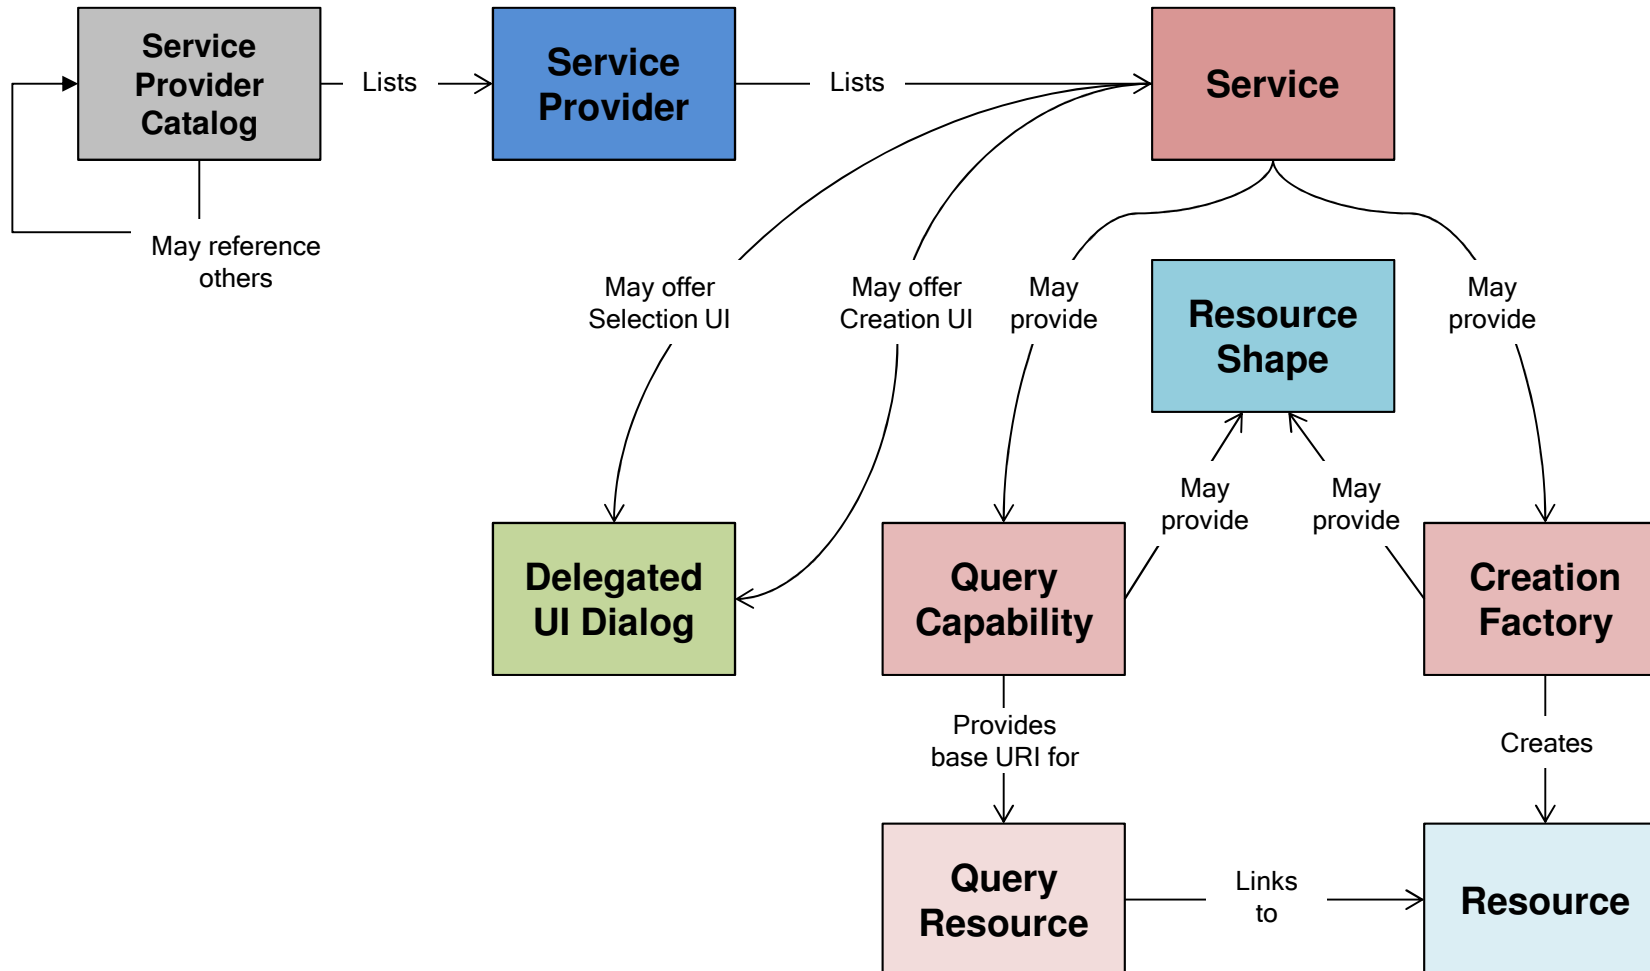 Service
Provider
Catalog
Lists
Service
Provider
Lists
Service
May reference
others
May offer
Selection UI
May offer
Creation UI
May
provide
Resource
Shape
May
provide
May
provide
May
provide
Delegated
UI Dialog
Query
Capability
Creation
Factory
Provides
base URI for
Creates
Query
Resource
Links
to
Resource